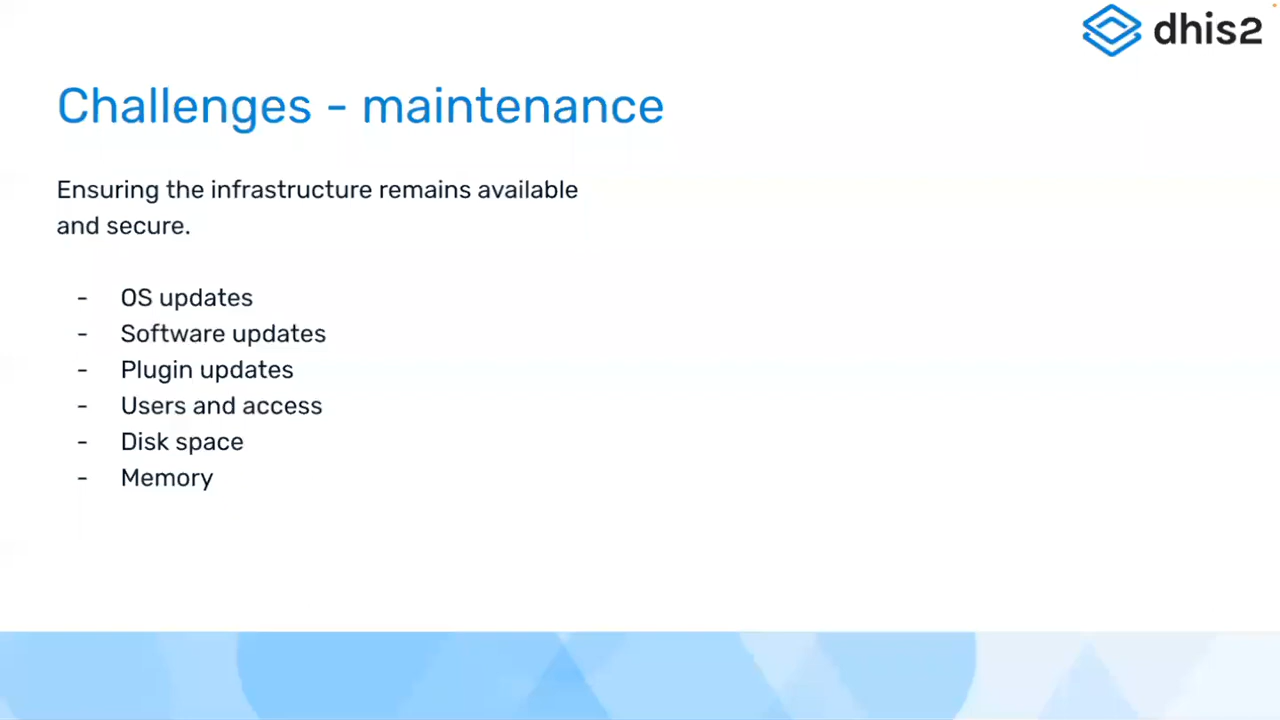 dhis2
Challenges - maintenance
Ensuring the infrastructure remains available
and secure.
- OS updates
- Software updates
- Plugin updates
- Users and access
- Disk space
- Memory